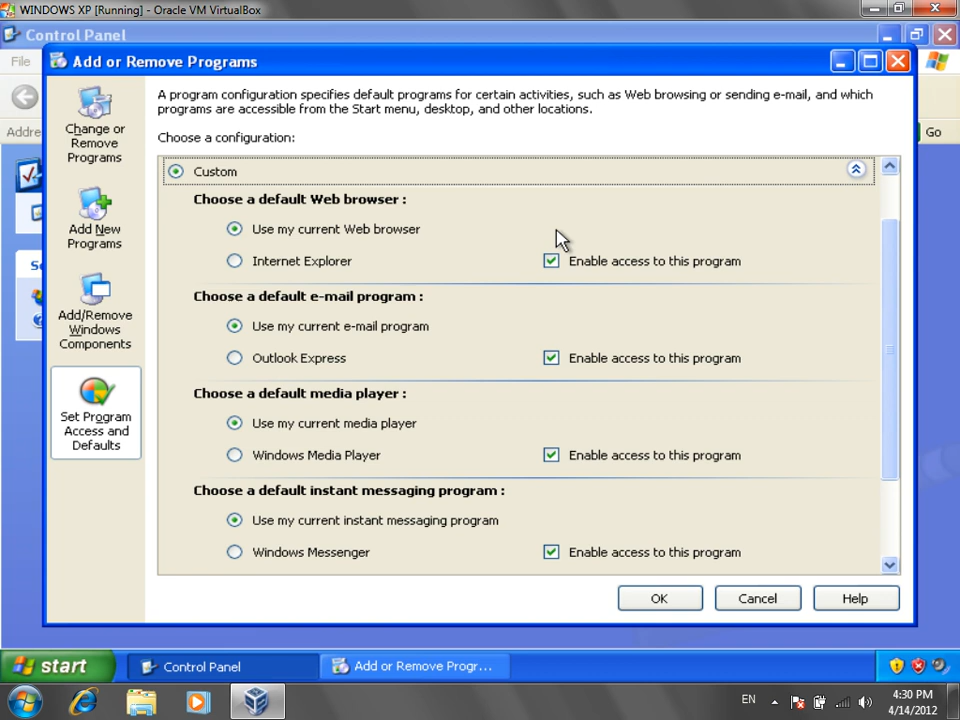 WINDOWS XP [Running] - Oracle VM VirtualBox
Control Panel
File
Add or Remove Programs
Change or
Remove
Programs
Add New
Programs
Add/Remove
Windows
Components
Set Program
Access and
Defaults
A program configuration specifies default programs for certain activities, such as Web browsing or sending e-mail, and which
programs are accessible from the Start menu, desktop, and other locations.
Choose a configuration:
Custom
Choose a default Web browser :
Use my current Web browser
Internet Explorer
Enable access to this program
Choose a default e-mail program :
Use my current e-mail program
Outlook Express
Enable access to this program
Choose a default media player :
Use my current media player
Windows Media Player
Enable access to this program
Choose a default instant messaging program :
Use my current instant messaging program
Windows Messenger
Enable access to this program
OK
Cancel
Help
Addre
Go
start
Control Panel
Add or Remove Progr...
EN
4:30 PM
4/14/2012